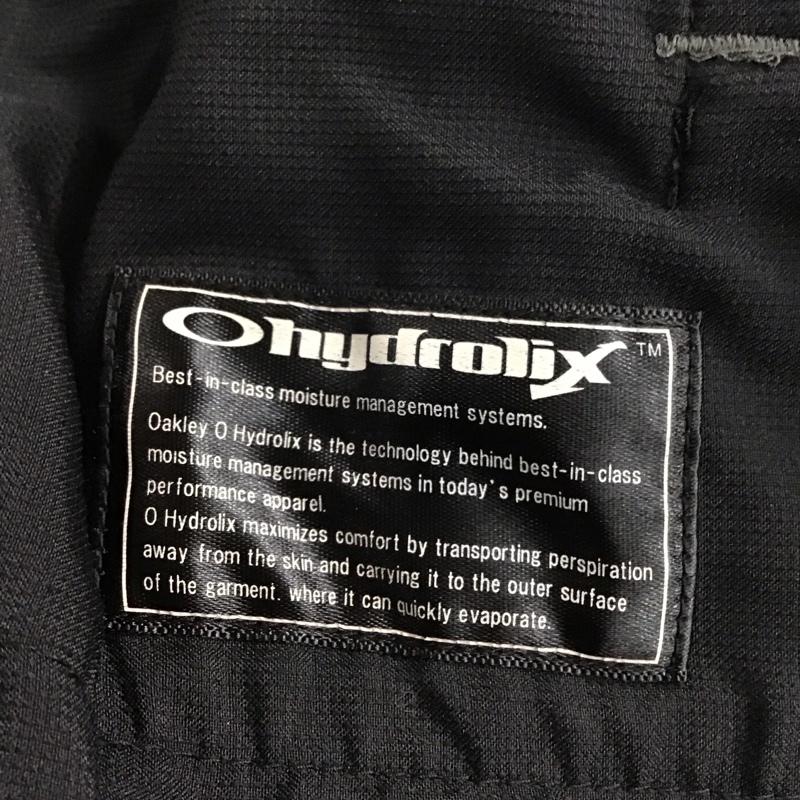 Ohydrolix TM
Best-in-class moisture management systems.
Oakley O Hydrolix is the technology behind best-in-class
moisture management systems in today's premium
performance apparel.
O Hydrolix maximizes comfort by transporting perspiration
away from the skin and carrying it to the outer surface
of the garment. where it can quickly evaporate.